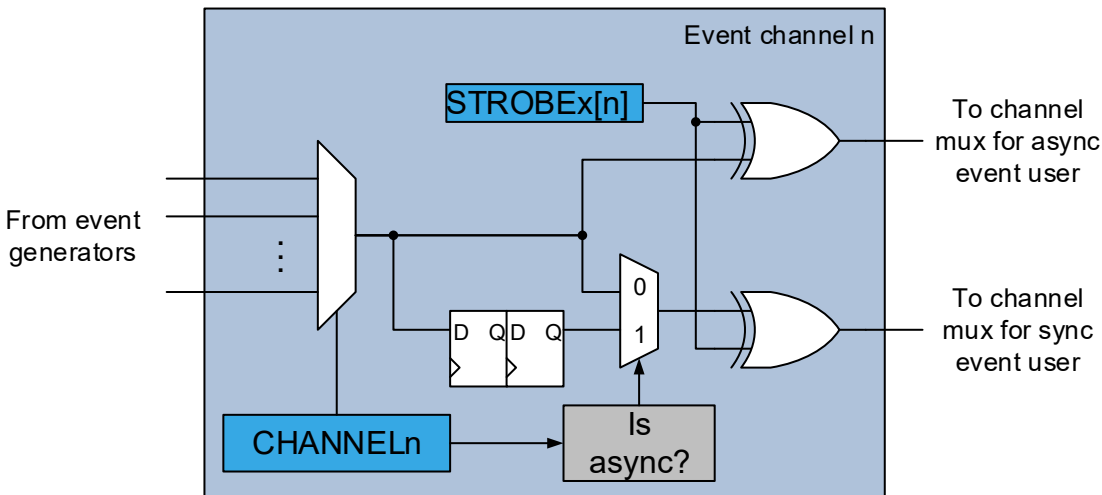 Event channel n
STROBEx[n]
To channel
mux for async
event user
From event
generators
0
1
D Q D Q
To channel
mux for sync
event user
CHANNELn
Is
async?